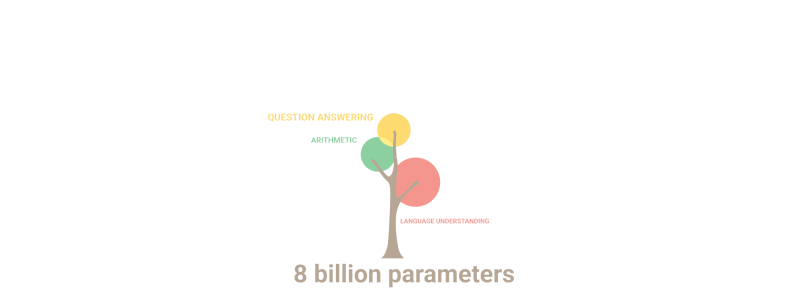 QUESTION ANSWERING
ARITHMETIC
LANGUAGE UNDERSTANDING
8 billion parameters